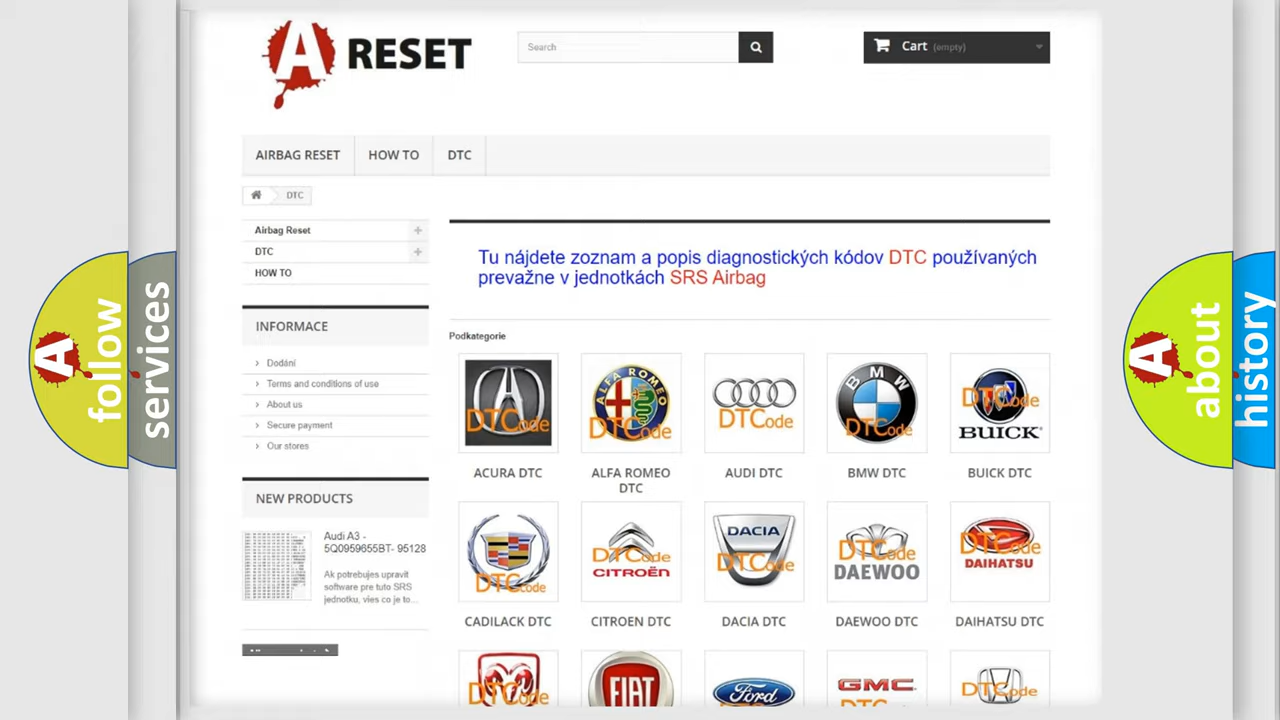 A RESET
Search
Cart (empty)
AIRBAG RESET
HOW TO
DTC
DTC
Airbag Reset
DTC
HOW TO
INFORMACE
Dodání
Terms and conditions of use
About us
Secure payment
Our stores
NEW PRODUCTS
Audi A3 -
5Q0959655BT- 95128
Ak potrebujes upravit
software pre tuto SRS
jednotku, vies co je to...
Tu nájdete zoznam a popis diagnostických kódov DTC používaných
prevažne v jednotkách SRS Airbag
Podkategorie
DTCode
ALFA ROMEO
DTCode
DTCode
BMW
DTCode
DTCode
BUICK
ACURA DTC
ALFA ROMEO
DTC
AUDI DTC
BMW DTC
BUICK DTC
DTCode
DTCode
CITROËN
DACIA
DTCode
DTCode
DAEWOO
DTCode
DAIHATSU
CADILACK DTC
CITROEN DTC
DACIA DTC
DAEWOO DTC
DAIHATSU DTC
DTCode
FIAT
Ford
GMC
DTCode
A follow
services
A about
history